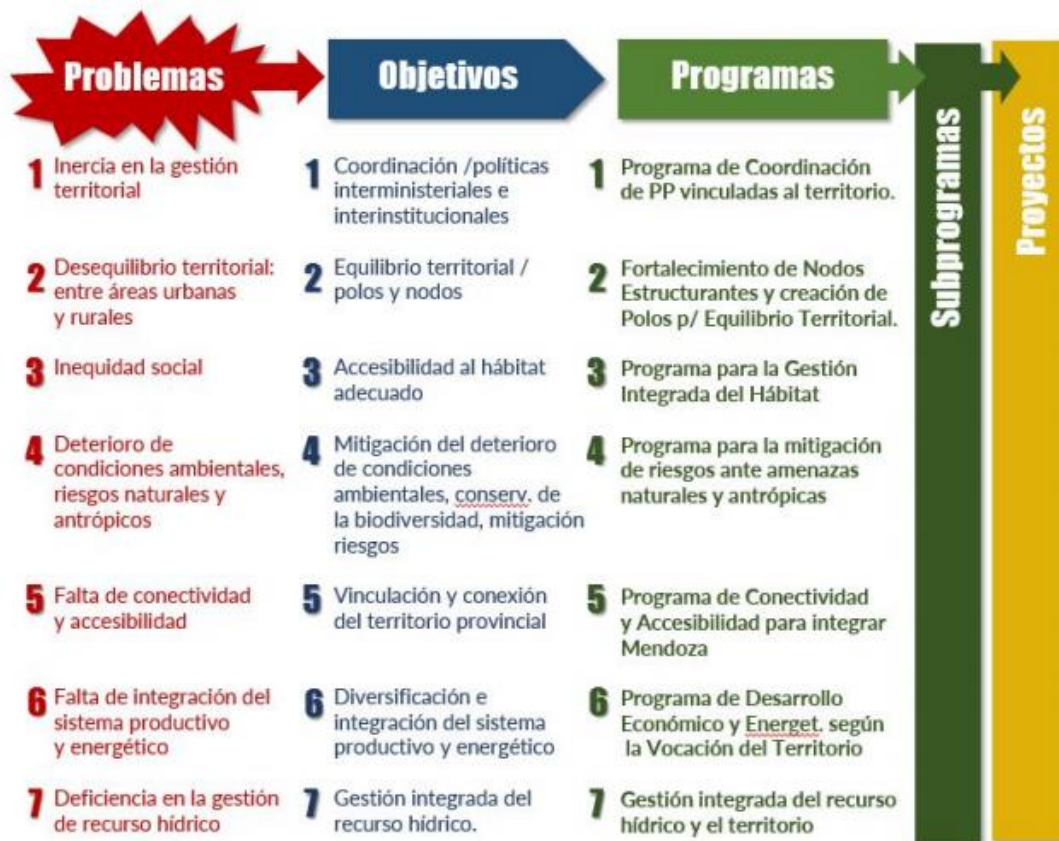 Problemas
Objetivos
Programas
Subprogramas
Proyectos
1 Inercia en la gestión
territorial
1 Coordinación /políticas
interministeriales e
interinstitucionales
1 Programa de Coordinación
de PP vinculadas al territorio.
2 Desequilibrio territorial:
entre áreas urbanas
y rurales
2 Equilibrio territorial /
polos y nodos
2 Fortalecimiento de Nodos
Estructurantes y creación de
Polos p/ Equilibrio Territorial.
3 Inequidad social
3 Accesibilidad al hábitat
adecuado
3 Programa para la Gestión
Integrada del Hábitat
4 Deterioro de
condiciones ambientales,
riesgos naturales y
antrópicos
4 Mitigación del deterioro
de condiciones
ambientales, conserv. de
la biodiversidad, mitigación
riesgos
4 Programa para la mitigación
de riesgos ante amenazas
naturales y antrópicas
5 Falta de conectividad
y accesibilidad
5 Vinculación y conexión
del territorio provincial
5 Programa de Conectividad
y Accesibilidad para integrar
Mendoza
6 Falta de integración del
sistema productivo
y energético
6 Diversificación e
integración del sistema
productivo y energético
6 Programa de Desarrollo
Económico y Energet. según
la Vocación del Territorio
7 Deficiencia en la gestión
de recurso hídrico
7 Gestión integrada del
recurso hídrico.
7 Gestión integrada del recurso
hídrico y el territorio